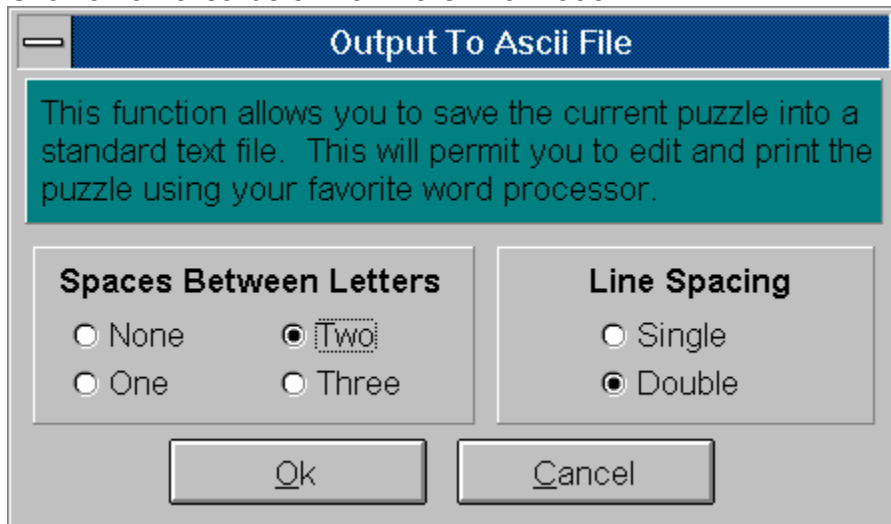 Output To Ascii File
This function allows you to save the current puzzle into a
standard text file.  This will permit you to edit and print the
puzzle using your favorite word processor.
Spaces Between Letters
None
Two
One
Three
Line Spacing
Single
Double
Ok
Cancel